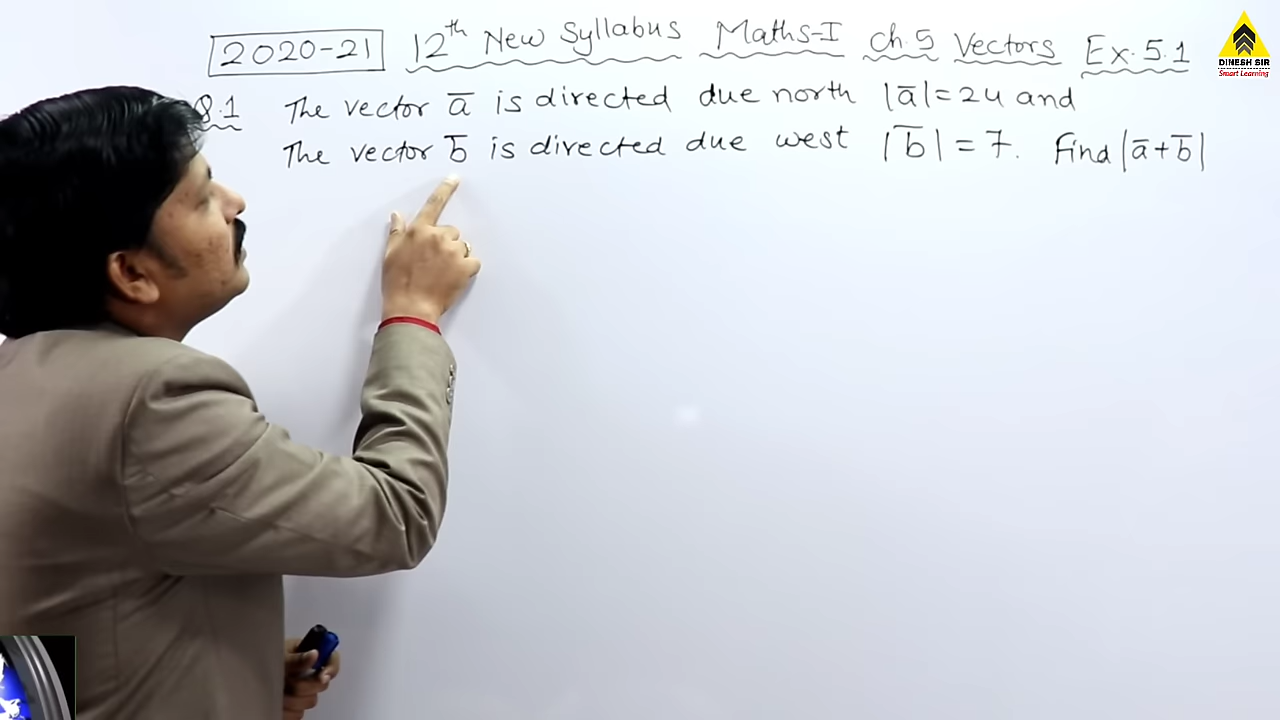 2020-21 12th New Syllabus Maths-I Ch.5 Vectors Ex.5.1
Q.1 The vector a̅ is directed due north |a̅|=24 and
The vector b̅ is directed due west |b̅|=7. Find |a̅+b̅|
DINESH SIR
Smart Learning